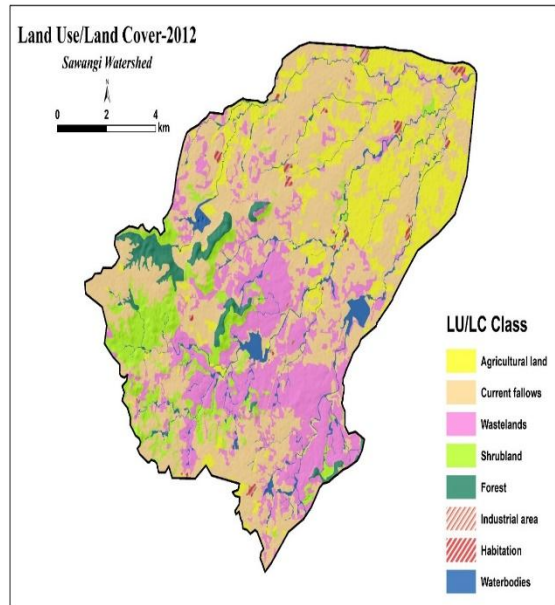 Land Use/Land Cover-2012
Sawangi Watershed
N
0 2 4
km
LU/LC Class
Agricultural land
Current fallows
Wastelands
Shrubland
Forest
Industrial area
Habitation
Waterbodies